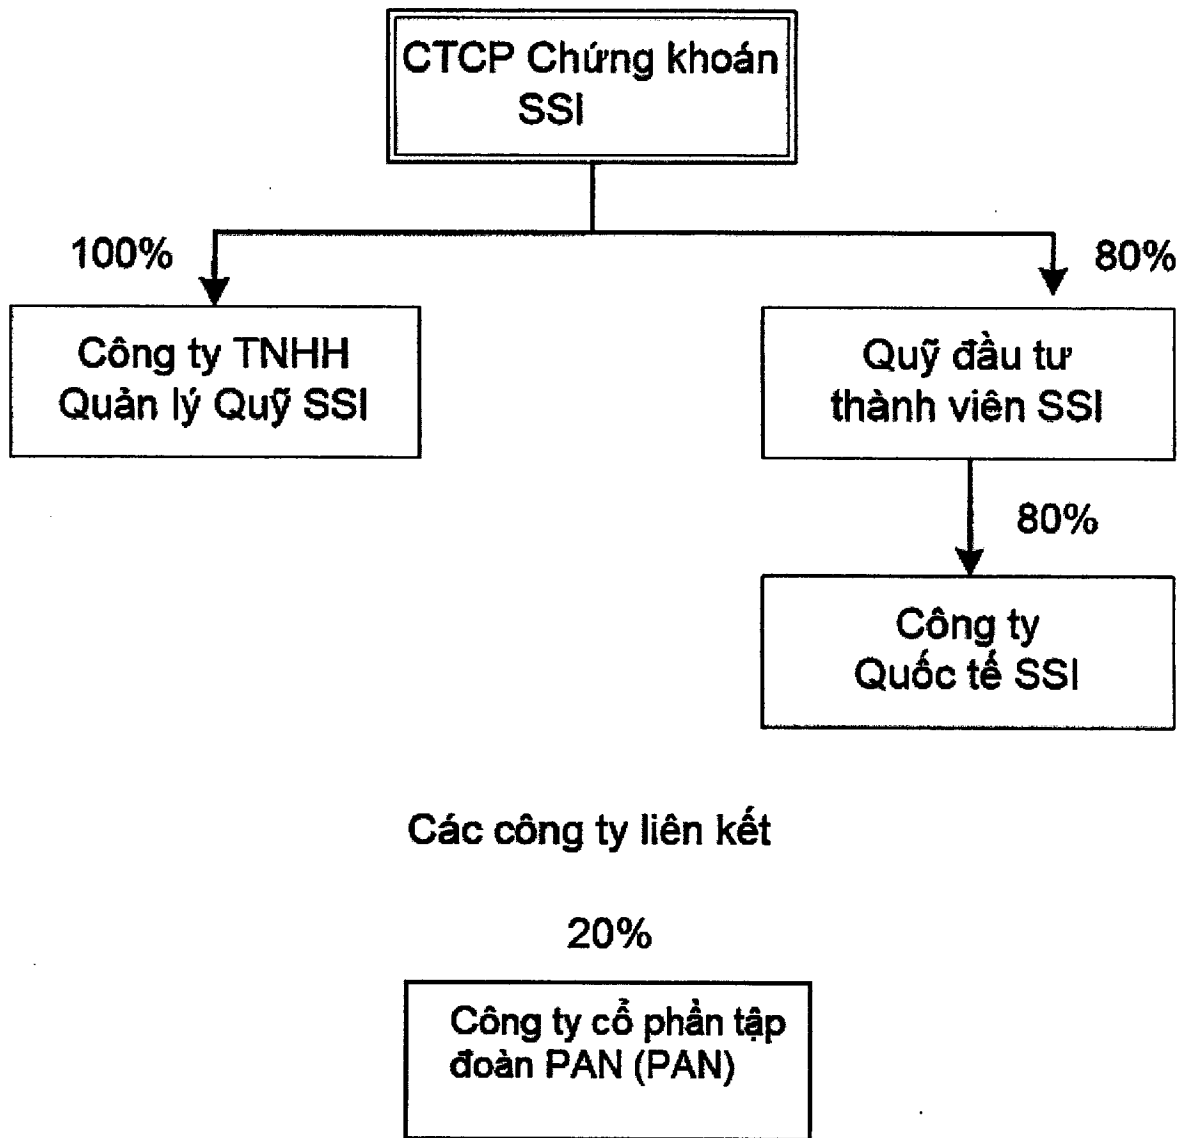 CTCP Chứng khoán
SSI
100%
80%
Công ty TNHH
Quản lý Quỹ SSI
Quỹ đầu tư
thành viên SSI
80%
Công ty
Quốc tế SSI
Các công ty liên kết
20%
Công ty cổ phần tập
đoàn PAN (PAN)